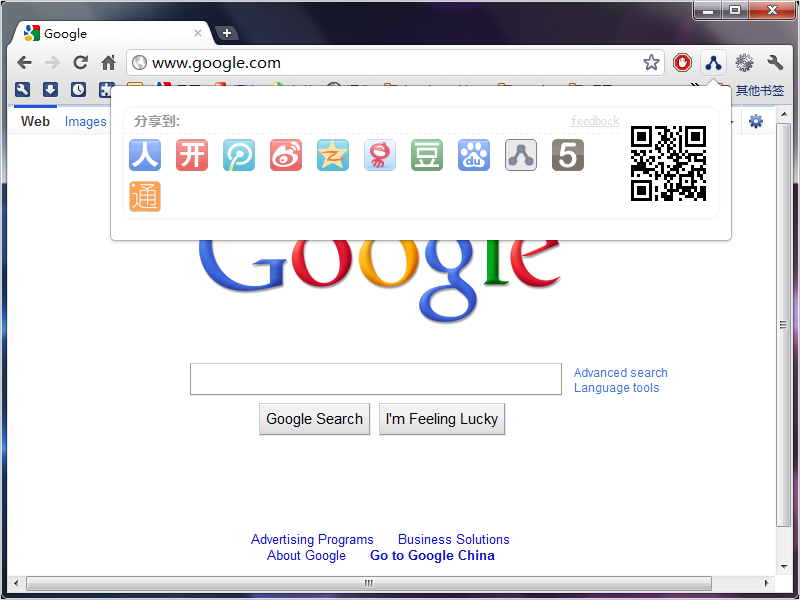 Google
www.google.com
其他书签
Web Images
分享到:
feedback
人 开 豆 du 5
通
Google
Advanced search
Language tools
Google Search I'm Feeling Lucky
Advertising Programs Business Solutions
About Google Go to Google China